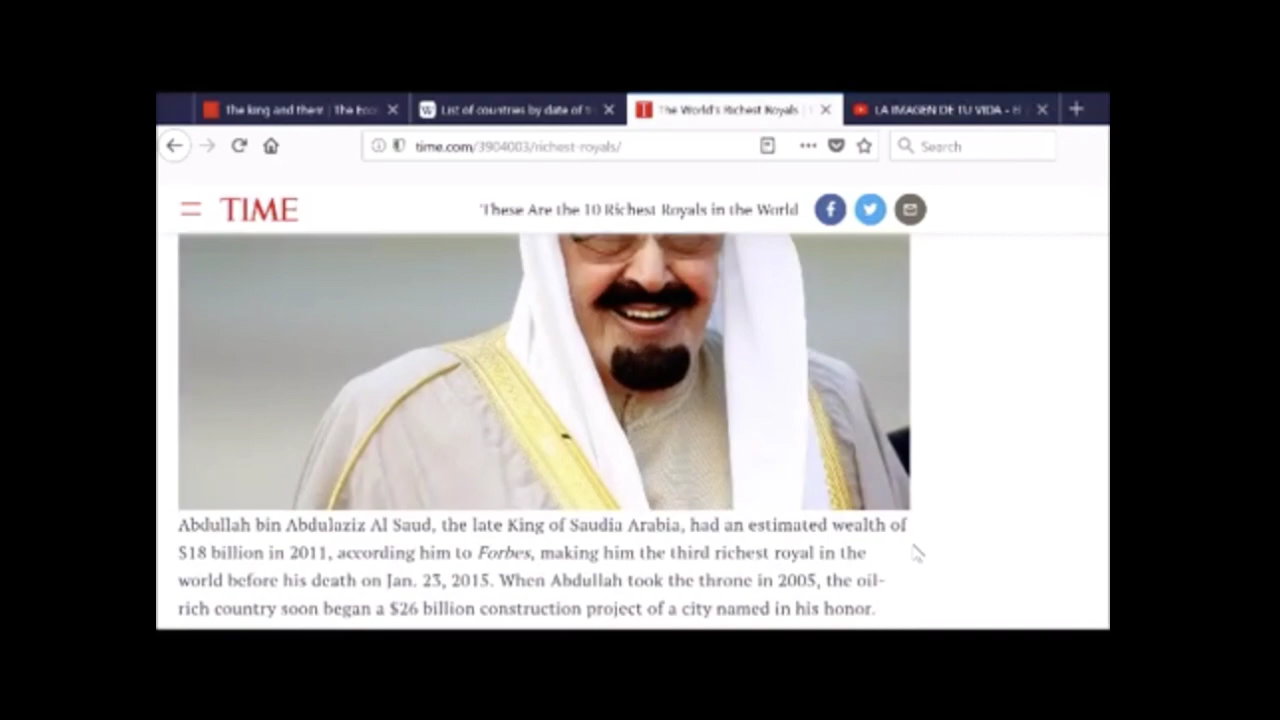 The king and them | The Eco
List of countries by date of t
The World's Richest Royals |
LA IMAGEN DE TU VIDA - El
time.com/3904003/richest-royals/
Search
TIME
These Are the 10 Richest Royals in the World
Abdullah bin Abdulaziz Al Saud, the late King of Saudia Arabia, had an estimated wealth of
$18 billion in 2011, according him to Forbes, making him the third richest royal in the
world before his death on Jan. 23, 2015. When Abdullah took the throne in 2005, the oil-
rich country soon began a $26 billion construction project of a city named in his honor.